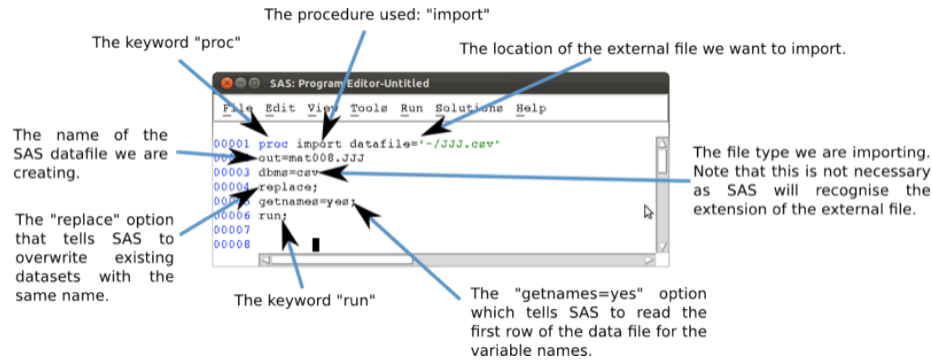 The procedure used: "import"
The keyword "proc"
The location of the external file we want to import.
SAS: Program Editor-Untitled
File Edit View Tools Run Solutions Help
The name of the
SAS datafile we are
creating.
00001 proc import datafile="~/JJJ.csv"
out=mat008.JJJ
00003 dbms=csv
00004 replace;
getnames=yes;
00006 run;
00007
00008
The file type we are importing.
Note that this is not necessary
as SAS will recognise the
extension of the external file.
The "replace" option
that tells SAS to
overwrite existing
datasets with the
same name.
The keyword "run"
The "getnames=yes" option
which tells SAS to read the
first row of the data file for the
variable names.